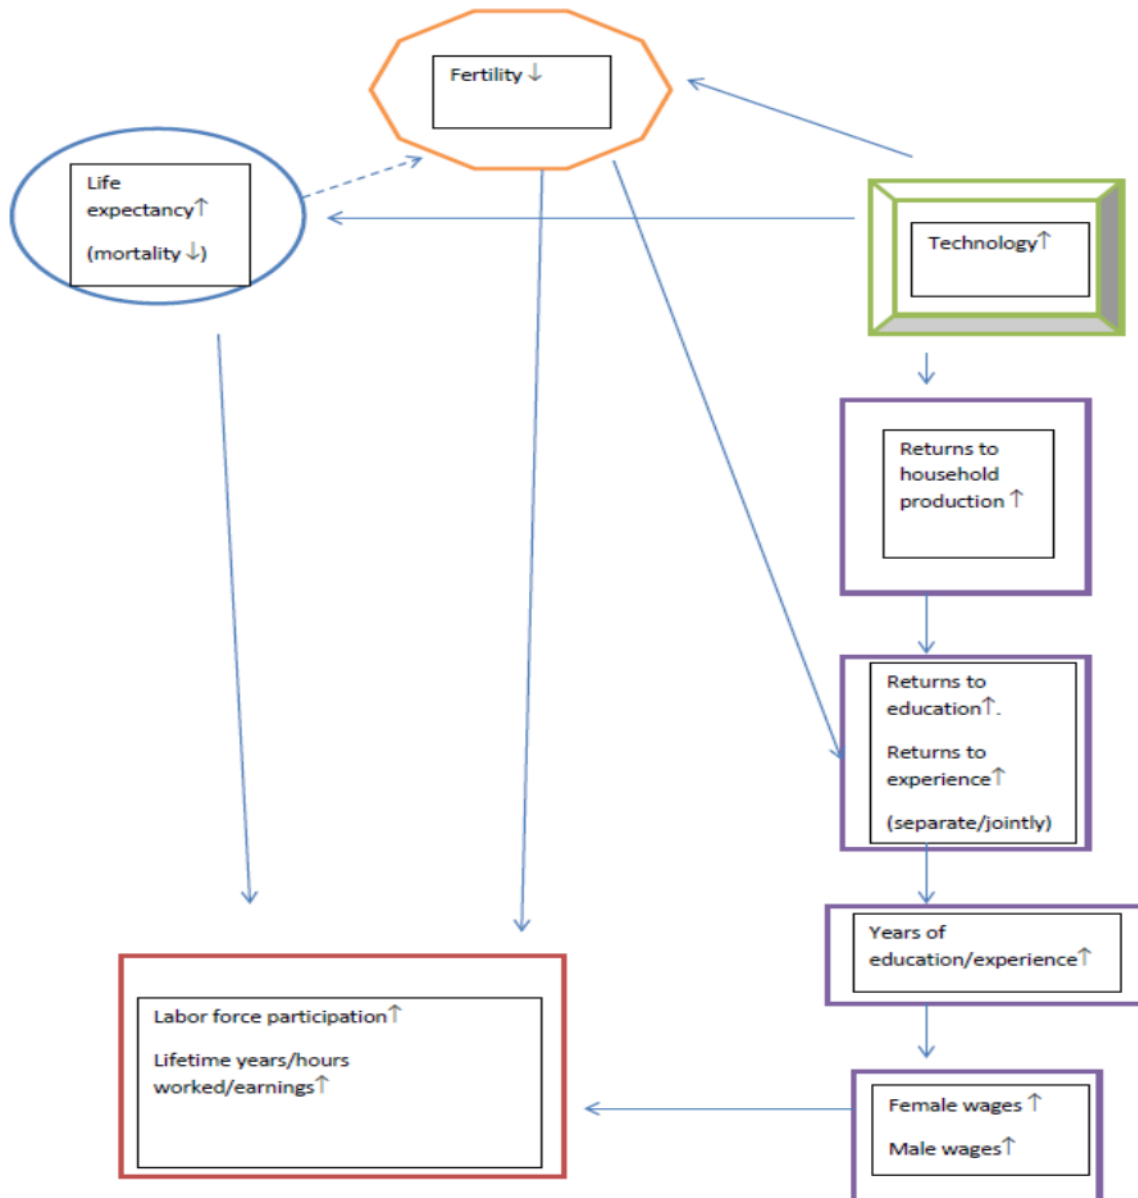 Fertility ↓
Life
expectancy↑
(mortality ↓)
Technology↑
Returns to
household
production ↑
Returns to
education↑.
Returns to
experience↑
(separate/jointly)
Years of
education/experience↑
Labor force participation↑
Lifetime years/hours
worked/earnings↑
Female wages ↑
Male wages↑